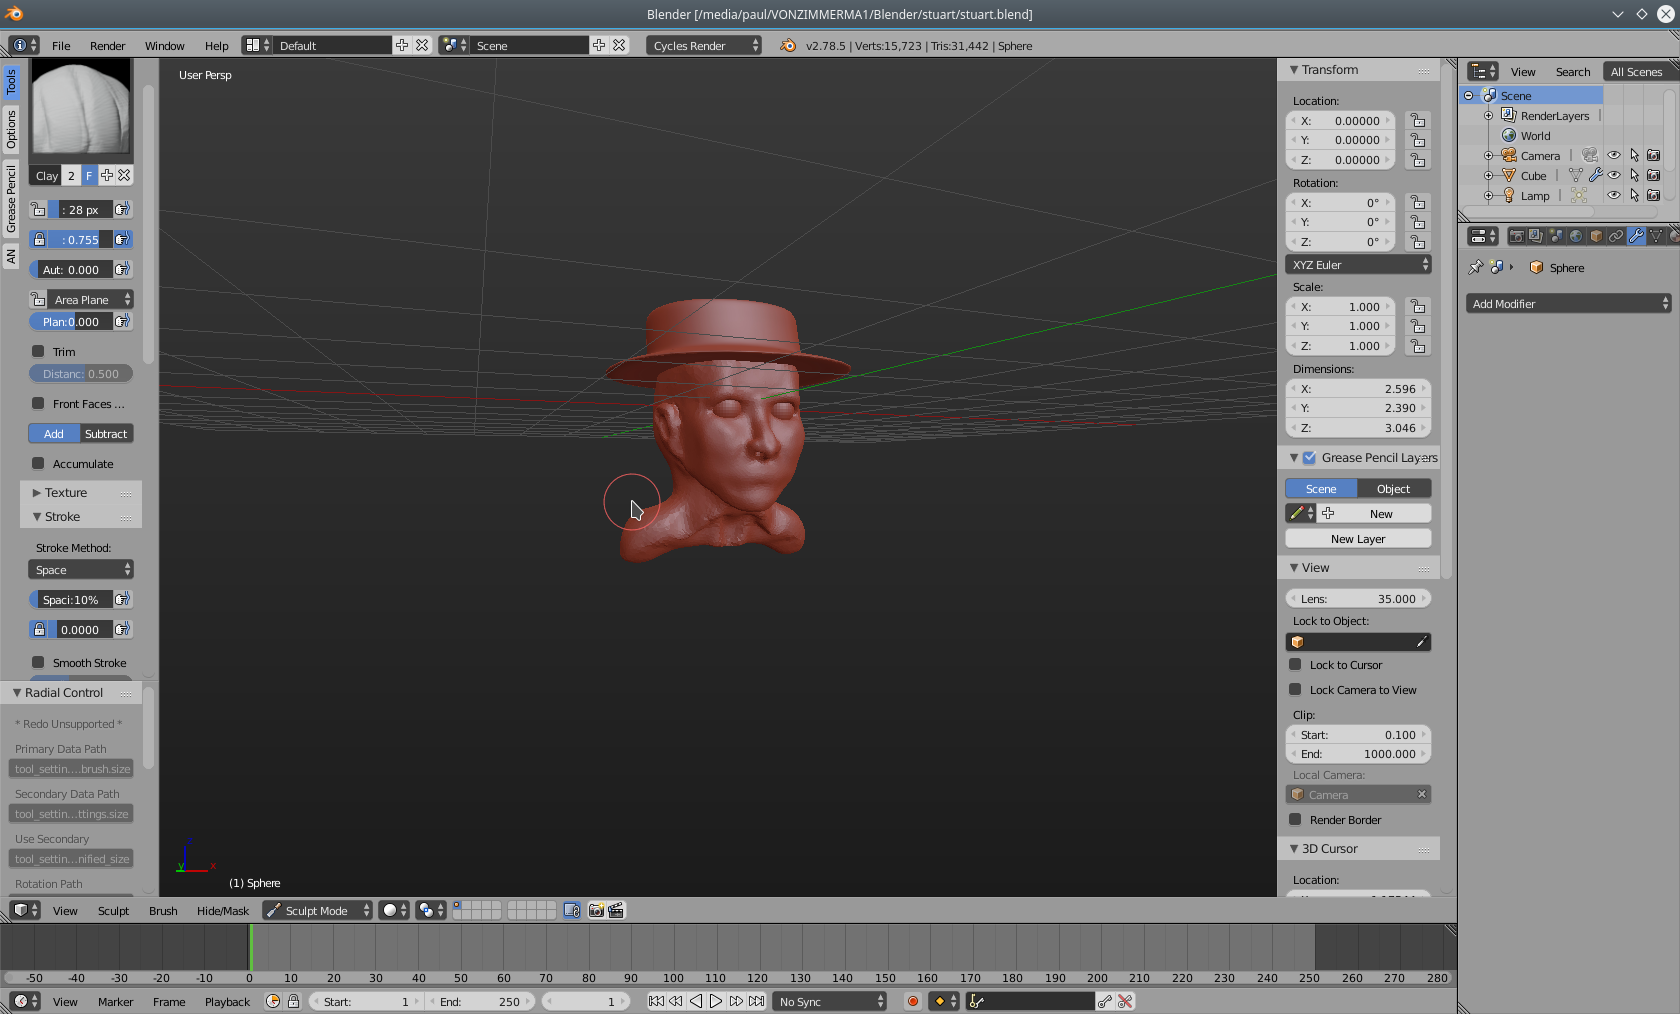 Blender [/media/paul/VONZIMMERMA1/Blender/stuart/stuart.blend]
File Render Window Help Default Scene Cycles Render v2.78.5 | Verts:15,723 | Tris:31,442 | Sphere
Tools
Options
Grease Pencil
AN
Clay 2 F
: 28 px
: 0.755
Aut: 0.000
Area Plane
Plan:0.000
Trim
Distanc: 0.500
Front Faces ...
Add Subtract
Accumulate
Texture
Stroke
Stroke Method:
Space
Spaci:10%
0.0000
Smooth Stroke
Radial Control
* Redo Unsupported *
Primary Data Path
tool_settin....brush.size
Secondary Data Path
tool_settin...ttings.size
Use Secondary
tool_settin...nified_size
Rotation Path
User Persp
z
y x
(1) Sphere
Transform
Location:
X: 0.00000
Y: 0.00000
Z: 0.00000
Rotation:
X: 0°
Y: 0°
Z: 0°
XYZ Euler
Scale:
X: 1.000
Y: 1.000
Z: 1.000
Dimensions:
X: 2.596
Y: 2.390
Z: 3.046
Grease Pencil Layers
Scene Object
New
New Layer
View
Lens: 35.000
Lock to Object:
Lock to Cursor
Lock Camera to View
Clip:
Start: 0.100
End: 1000.000
Local Camera:
Camera
Render Border
3D Cursor
Location:
View Search All Scenes
Scene
RenderLayers
World
Camera
Cube
Lamp
Sphere
Add Modifier
View Sculpt Brush Hide/Mask Sculpt Mode
-50 -40 -30 -20 -10 0 10 20 30 40 50 60 70 80 90 100 110 120 130 140 150 160 170 180 190 200 210 220 230 240 250 260 270 280
View Marker Frame Playback Start: 1 End: 250 1 No Sync